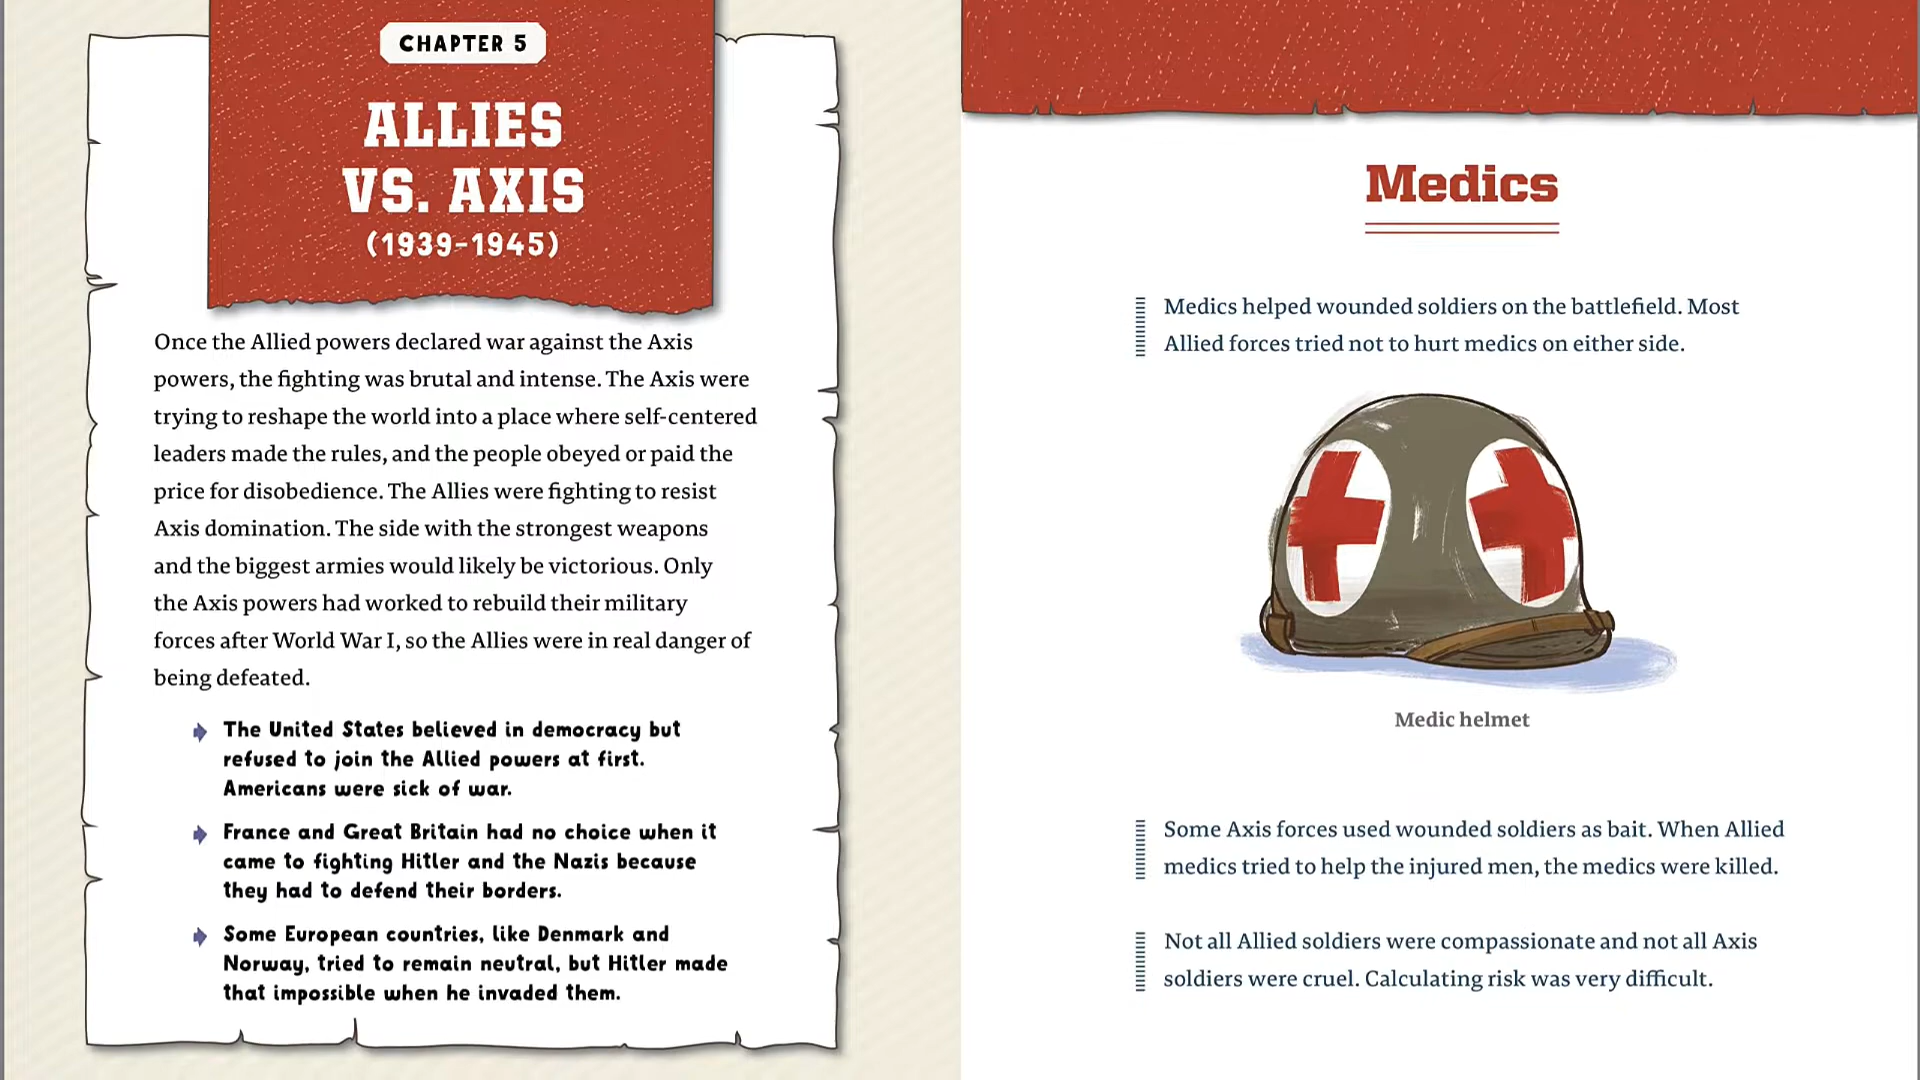 CHAPTER 5
ALLIES
VS. AXIS
(1939-1945)
Once the Allied powers declared war against the Axis
powers, the fighting was brutal and intense. The Axis were
trying to reshape the world into a place where self-centered
leaders made the rules, and the people obeyed or paid the
price for disobedience. The Allies were fighting to resist
Axis domination. The side with the strongest weapons
and the biggest armies would likely be victorious. Only
the Axis powers had worked to rebuild their military
forces after World War I, so the Allies were in real danger of
being defeated.
The United States believed in democracy but
refused to join the Allied powers at first.
Americans were sick of war.
France and Great Britain had no choice when it
came to fighting Hitler and the Nazis because
they had to defend their borders.
Some European countries, like Denmark and
Norway, tried to remain neutral, but Hitler made
that impossible when he invaded them.
Medics
Medics helped wounded soldiers on the battlefield. Most
Allied forces tried not to hurt medics on either side.
Medic helmet
Some Axis forces used wounded soldiers as bait. When Allied
medics tried to help the injured men, the medics were killed.
Not all Allied soldiers were compassionate and not all Axis
soldiers were cruel. Calculating risk was very difficult.